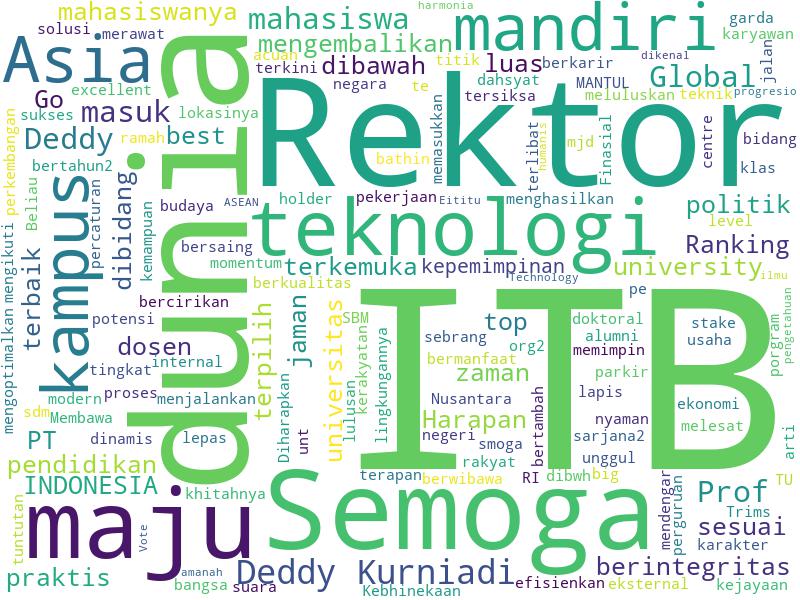 harmonia
mahasiswanya
mahasiswa
mandiri
garda
karyawan
solusi
merawat
mengembalikan
acuan
titik
dikenal
Asia
terkini
dibawah
luas
berkarir
jalan
negara
te
dahsyat
MANTUL
Global
excellent
Go
masuk
lokasinya
tersiksa
meluluskan
teknik
progresio
sukses
dunia
Rektor
perkembangan
Deddy
ramah
best
bathin
memasukkan
terlibat
humanis
mjd
Finasial
centre
bidang
klas
bertahun2
Beliau
kampus
percaturan
dibidang
kemampuan
budaya
ASEAN
holder
pekerjaan
Eititu
menghasilkan
politik
level
teknologi
bersaing
Ranking
mengikuti
terbaik
momentum
terkemuka
kepemimpinan
university
ilmu
Technology
berkualitas
bercirikan
mengoptimalkan
potensi
terpilih
jaman
universitas
SBM
ITB
top
sebrang
org2
pe
doktoral
alumni
memimpin
stake
usaha
porgram
pengetahuan
dosen
tingkat
internal
kerakyatan
lingkungannya
bermanfaat
zaman
parkir
lapis
proses
modern
menjalankan
Membawa
sdm
Diharapkan
lulusan
Nusantara
bertambah
nyaman
ekonomi
Harapan
sarjana2
melesat
PT
dinamis
lepas
unt
negeri
smoga
unggul
arti
pendidikan
rakyat
terapan
berwibawa
RI
dibwh
big
TU
INDONESIA
khitahnya
Semoga
mendengar
perguruan
Prof
Trims
tuntutan
maju
Vote
sesuai
karakter
praktis
amanah
bangsa
suara
Deddy Kurniadi
Kebhinekaan
efisienkan
berintegritas
eksternal
kejayaan